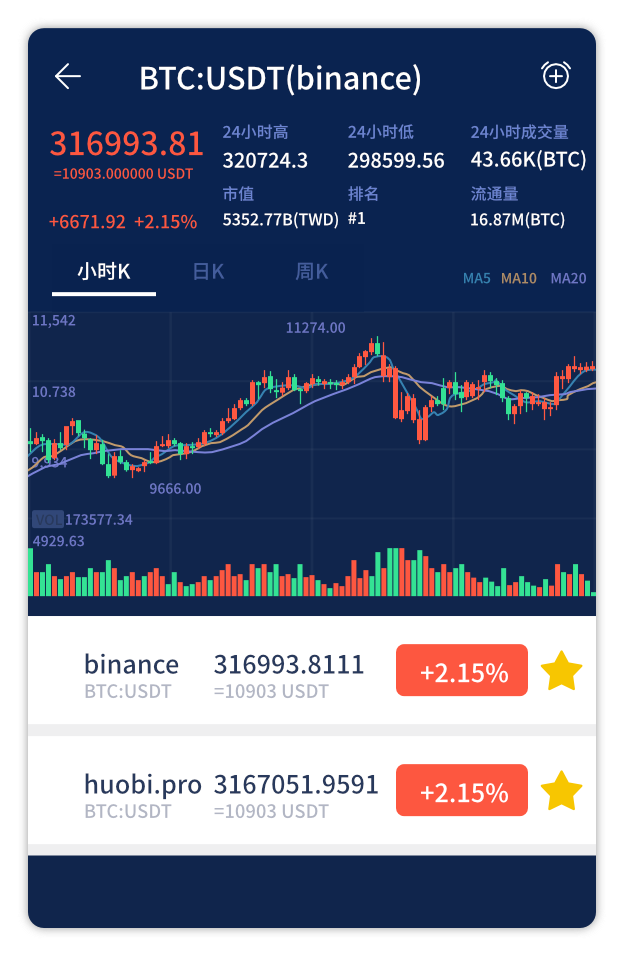 BTC:USDT(binance)
316993.81
=10903.000000 USDT
+6671.92 +2.15%
24小时高
320724.3
24小时低
298599.56
24小时成交量
43.66K(BTC)
市值
5352.77B(TWD)
排名
#1
流通量
16.87M(BTC)
小时K
日K
周K
MA5 MA10 MA20
11,542
11274.00
10.738
9.934
9666.00
VOL 173577.34
4929.63
binance
316993.8111
+2.15%
BTC:USDT
=10903 USDT
huobi.pro
3167051.9591
+2.15%
BTC:USDT
=10903 USDT